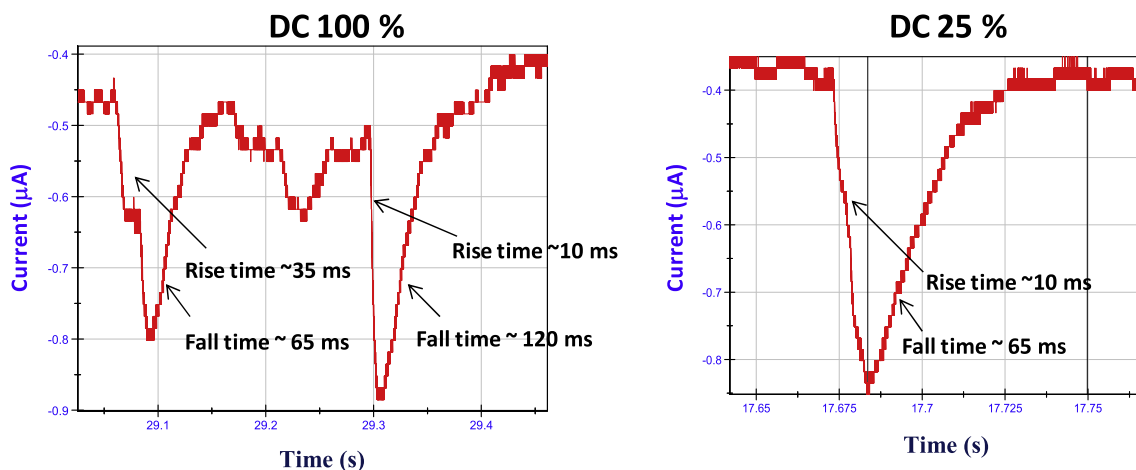 DC 100 %
-0.4
-0.5
-0.6
-0.7
-0.8
-0.9
Current (μA)
Rise time ~35 ms
Fall time ~ 65 ms
Rise time ~10 ms
Fall time ~ 120 ms
29.1
29.2
29.3
29.4
Time (s)
DC 25 %
-0.4
-0.5
-0.6
-0.7
-0.8
Current (μA)
Rise time ~10 ms
Fall time ~ 65 ms
17.65
17.675
17.7
17.725
17.75
Time (s)